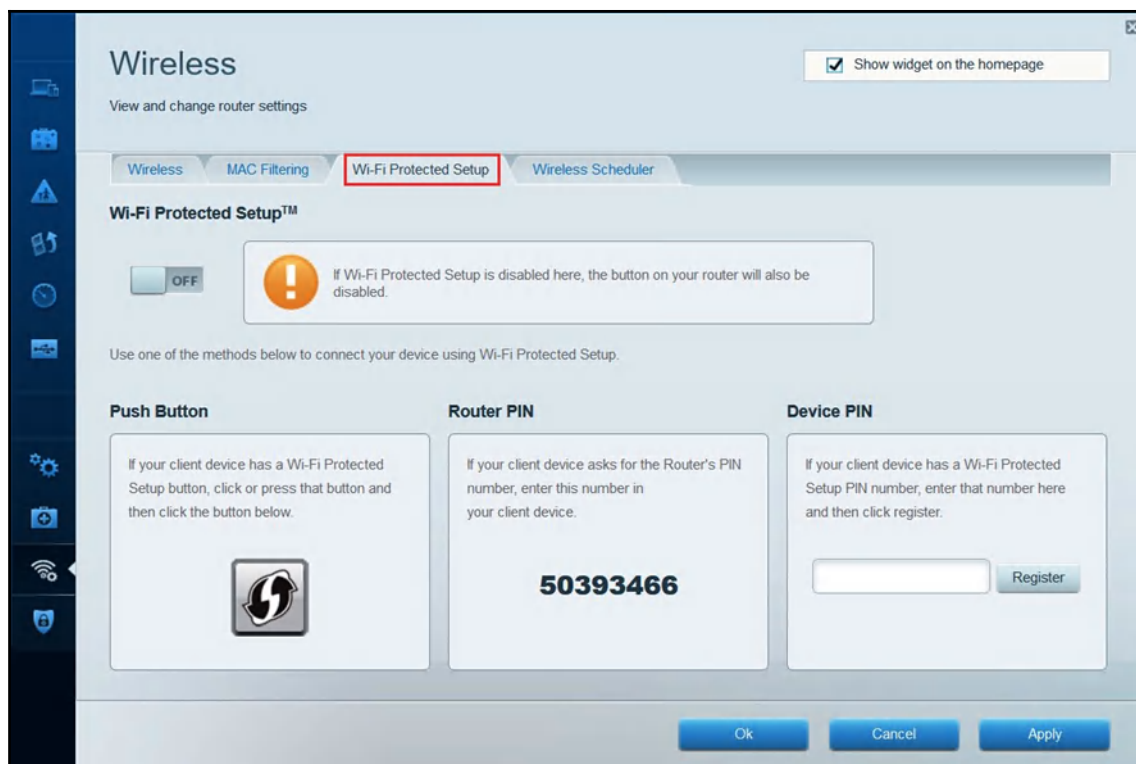 Wireless
Show widget on the homepage
View and change router settings
Wireless
MAC Filtering
Wi-Fi Protected Setup
Wireless Scheduler
Wi-Fi Protected Setup™
OFF
If Wi-Fi Protected Setup is disabled here, the button on your router will also be
disabled.
Use one of the methods below to connect your device using Wi-Fi Protected Setup.
Push Button
If your client device has a Wi-Fi Protected
Setup button, click or press that button and
then click the button below.
Router PIN
If your client device asks for the Router's PIN
number, enter this number in
your client device.
50393466
Device PIN
If your client device has a Wi-Fi Protected
Setup PIN number, enter that number here
and then click register.
Register
Ok
Cancel
Apply